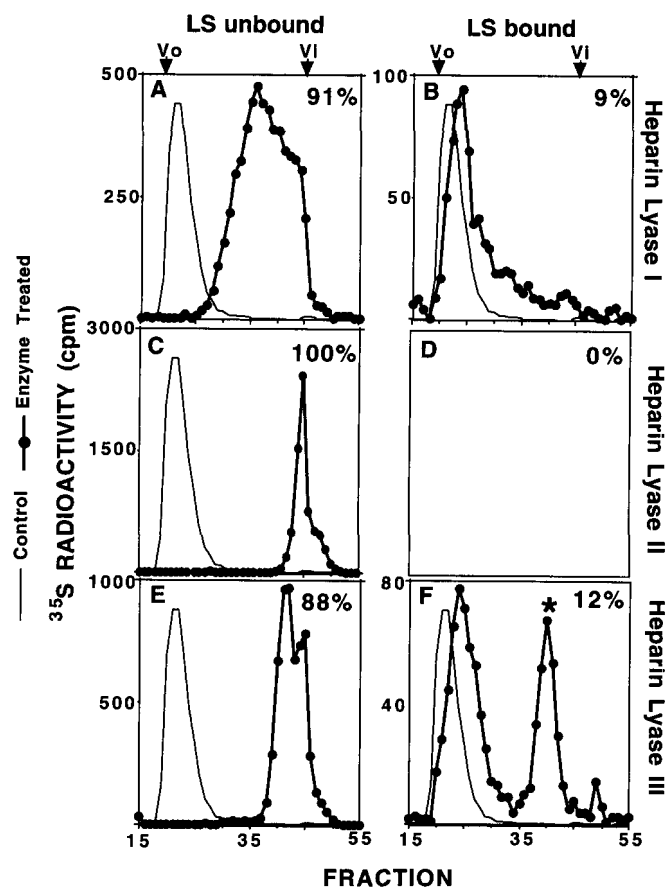 LS unbound LS bound
Vo Vi Vo Vi
500 A 91% 100 B 9%
250 50
Heparin Lyase I
3000 C 100% D 0%
1500
Heparin Lyase II
1000 E 88% 80 F * 12%
500 40
Heparin Lyase III
15 35 55 15 35 55
FRACTION
35S RADIOACTIVITY (cpm)
Control Enzyme Treated